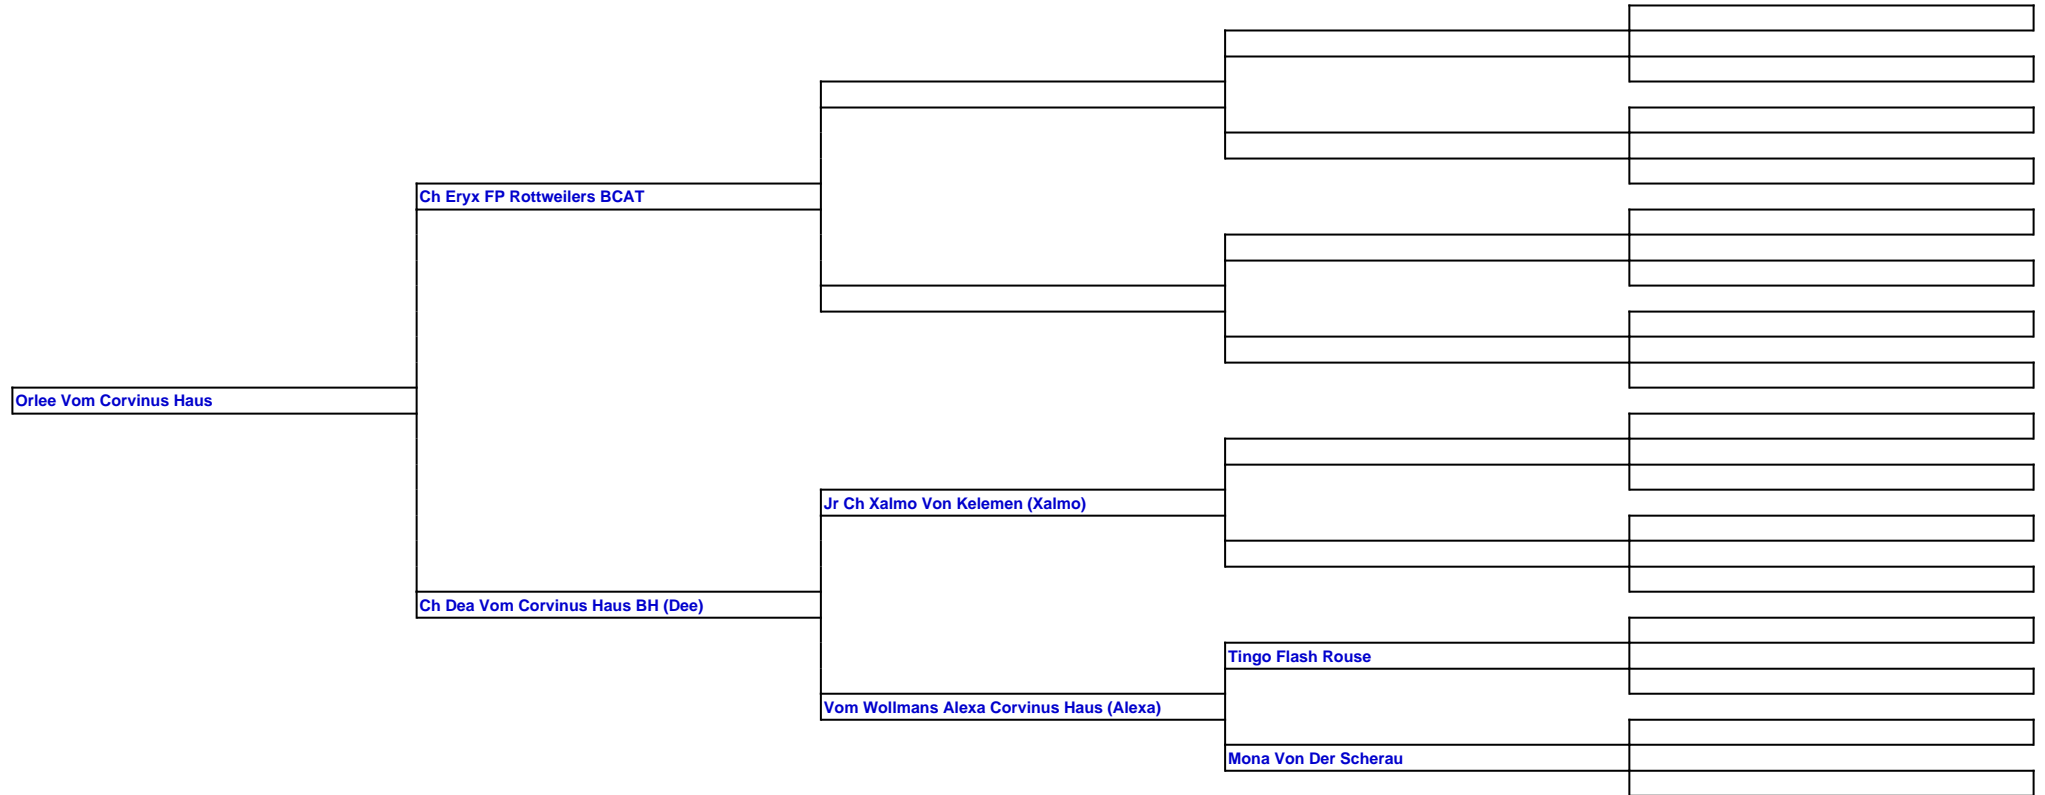 Ch Eryx FP Rottweilers BCAT
Orlee Vom Corvinus Haus
Jr Ch Xalmo Von Kelemen (Xalmo)
Ch Dea Vom Corvinus Haus BH (Dee)
Tingo Flash Rouse
Vom Wollmans Alexa Corvinus Haus (Alexa)
Mona Von Der Scherau